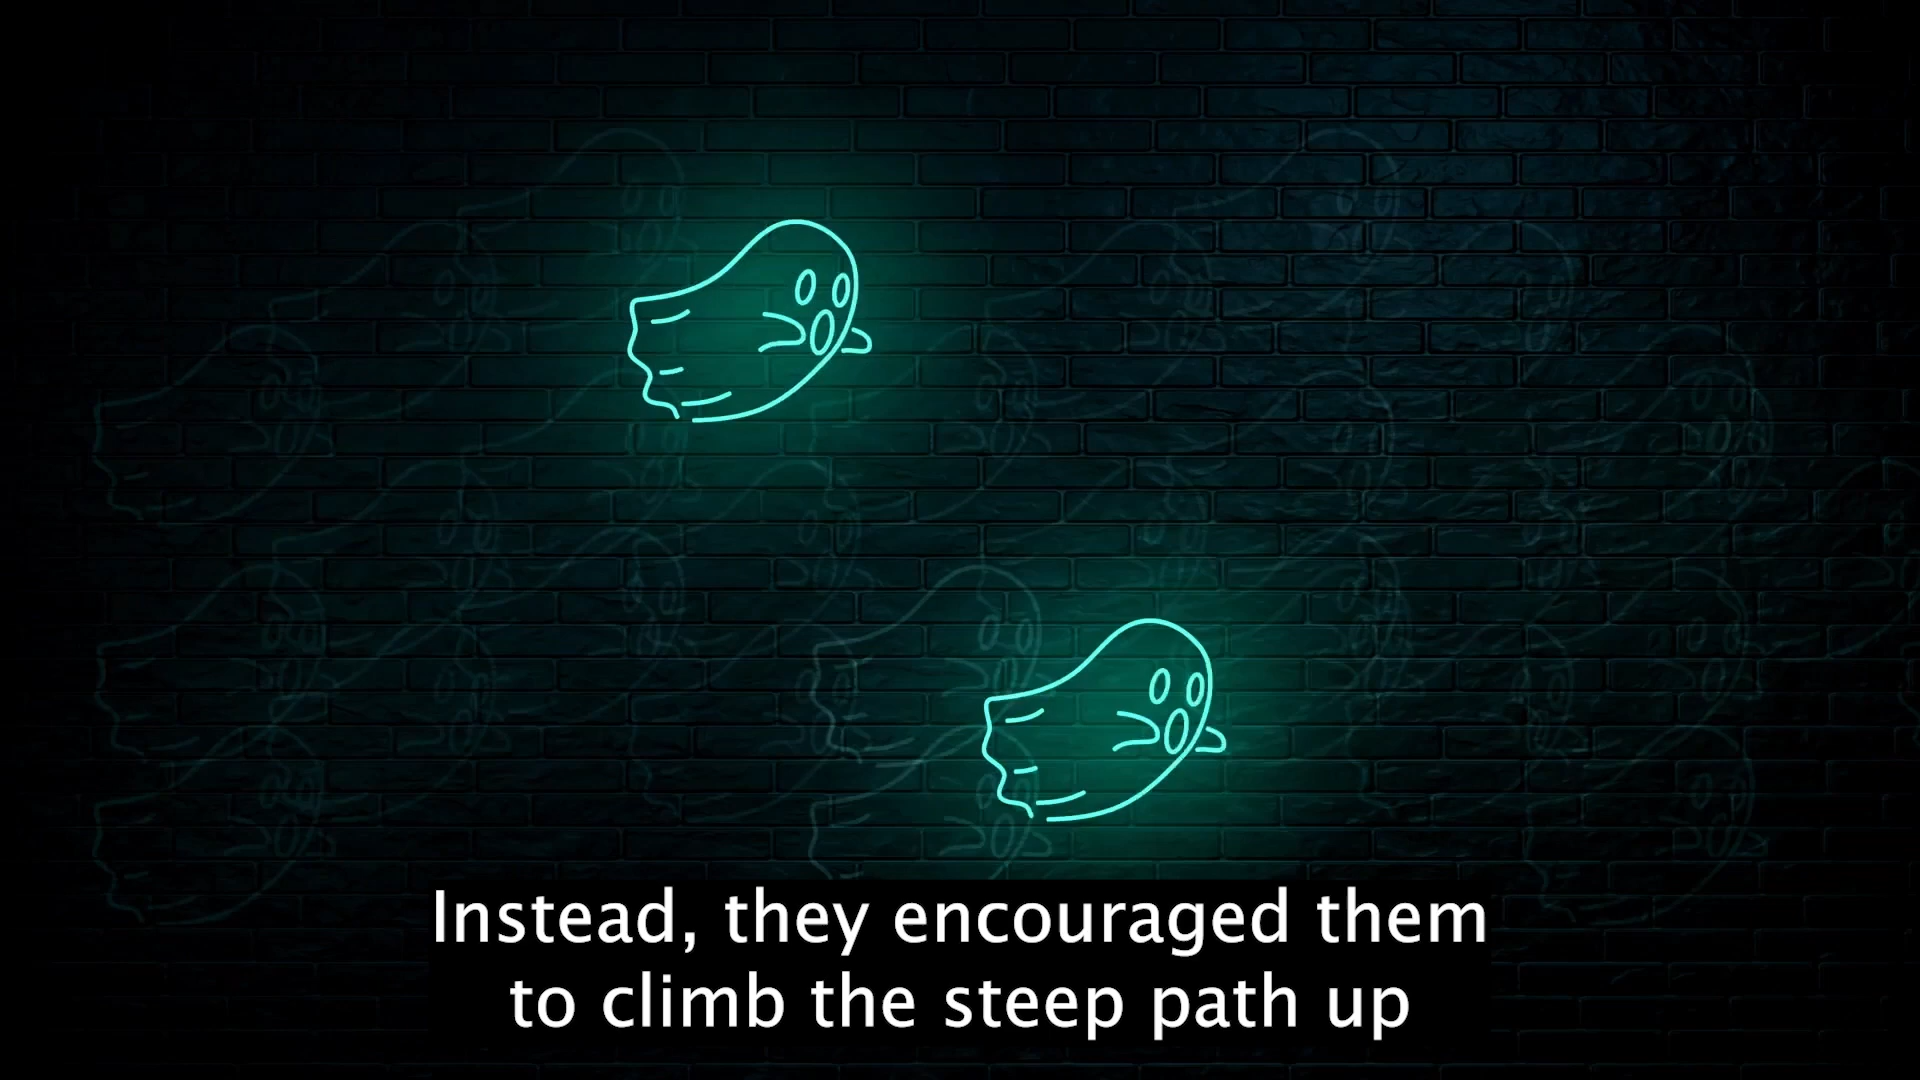 Instead, they encouraged them
to climb the steep path up